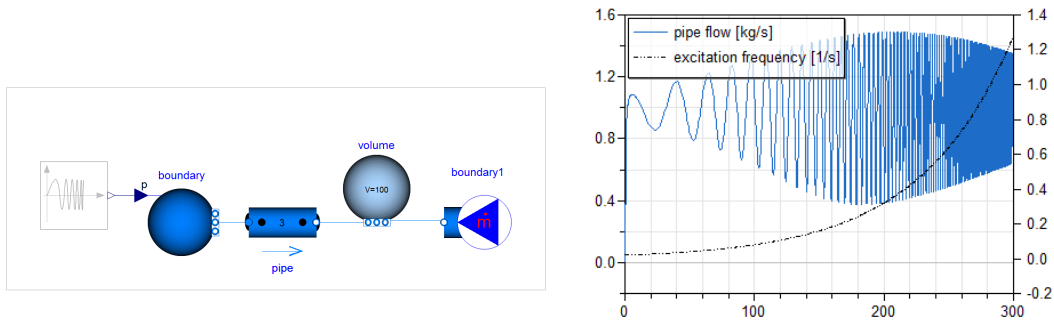 p
boundary
3
pipe
volume
V=100
boundary1
ṁ
pipe flow [kg/s]
excitation frequency [1/s]
1.6
1.2
0.8
0.4
0.0
1.4
1.2
1.0
0.8
0.6
0.4
0.2
0.0
-0.2
0
100
200
300